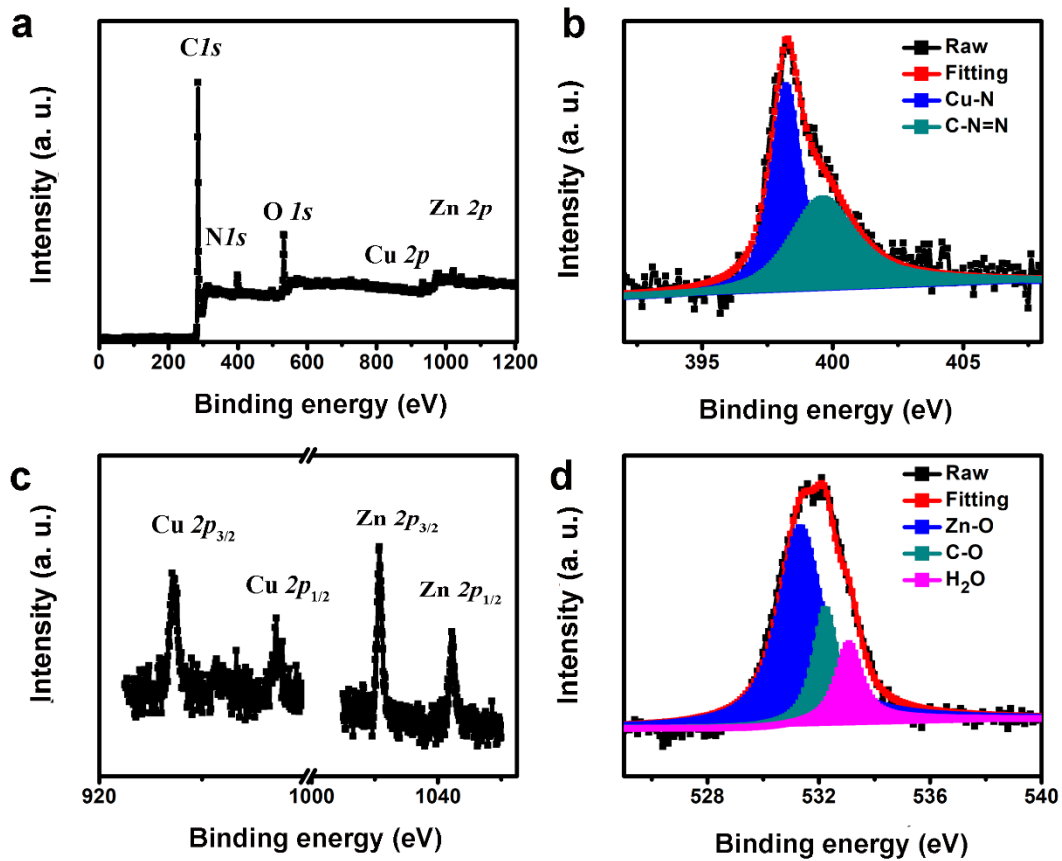 a
C1s
N1s
O 1s
Cu 2p
Zn 2p
Intensity (a. u.)
0 200 400 600 800 1000 1200
Binding energy (eV)
b
Raw
Fitting
Cu-N
C-N=N
Intensity (a. u.)
395 400 405
Binding energy (eV)
c
Cu 2p3/2
Cu 2p1/2
Zn 2p3/2
Zn 2p1/2
Intensity (a. u.)
920 1000 1040
Binding energy (eV)
d
Raw
Fitting
Zn-O
C-O
H2O
Intensity (a. u.)
528 532 536 540
Binding energy (eV)